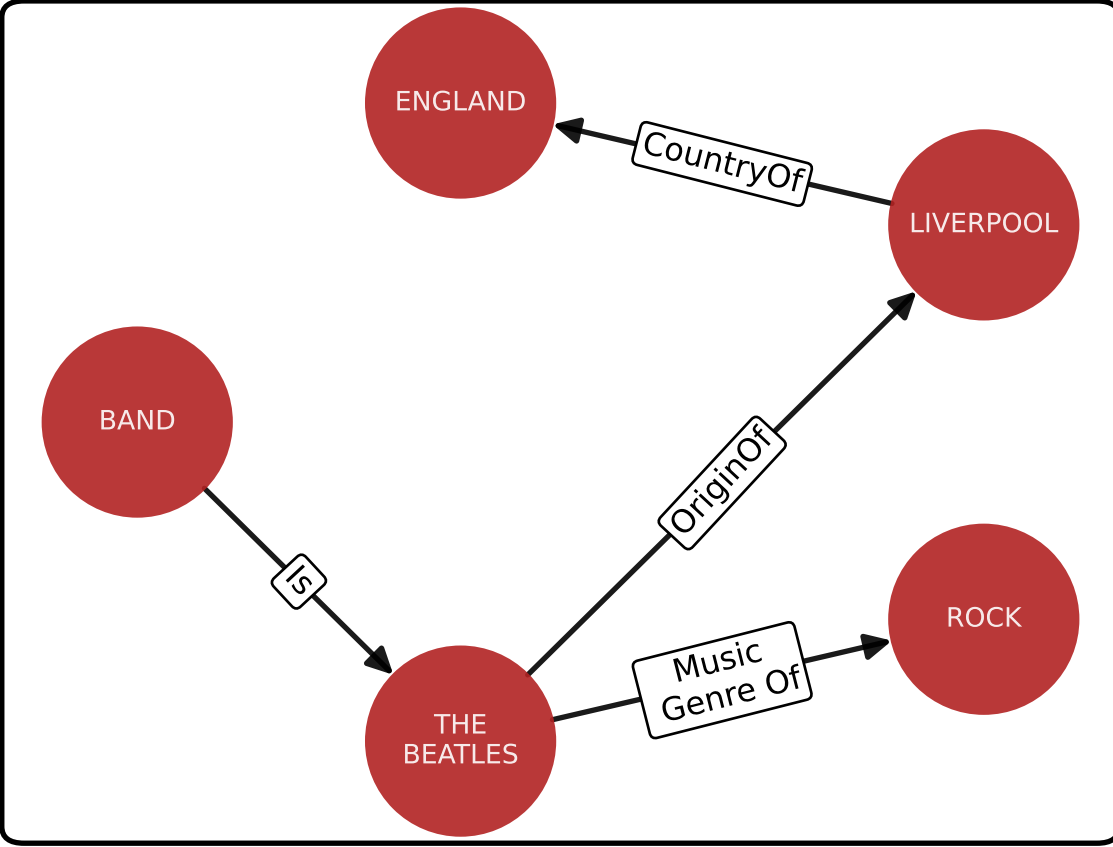 ENGLAND
CountryOf
LIVERPOOL
BAND
OriginOf
Is
ROCK
Music
Genre Of
THE
BEATLES